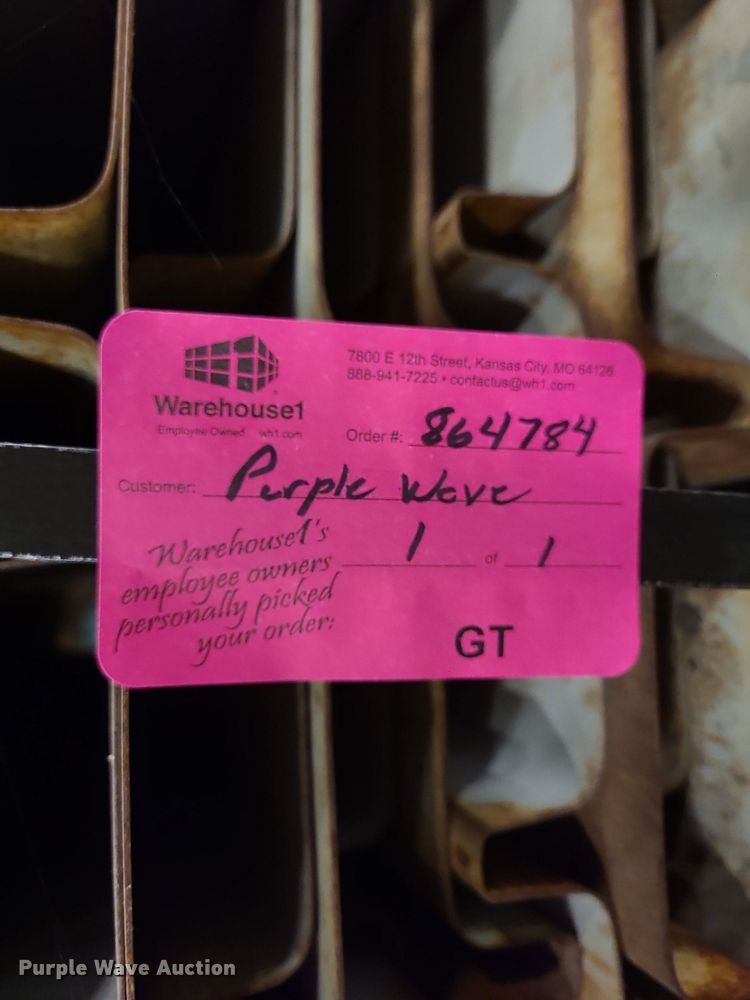 7800 E 12th Street, Kansas City, MO 64126
888-941-7225 • contactus@wh1.com
Warehouse1
Employee Owned wh1.com
Order #: 864784
Customer: Purple Wave
Warehouse1's
employee owners
personally picked
your order:
1 of 1
GT
Purple Wave Auction